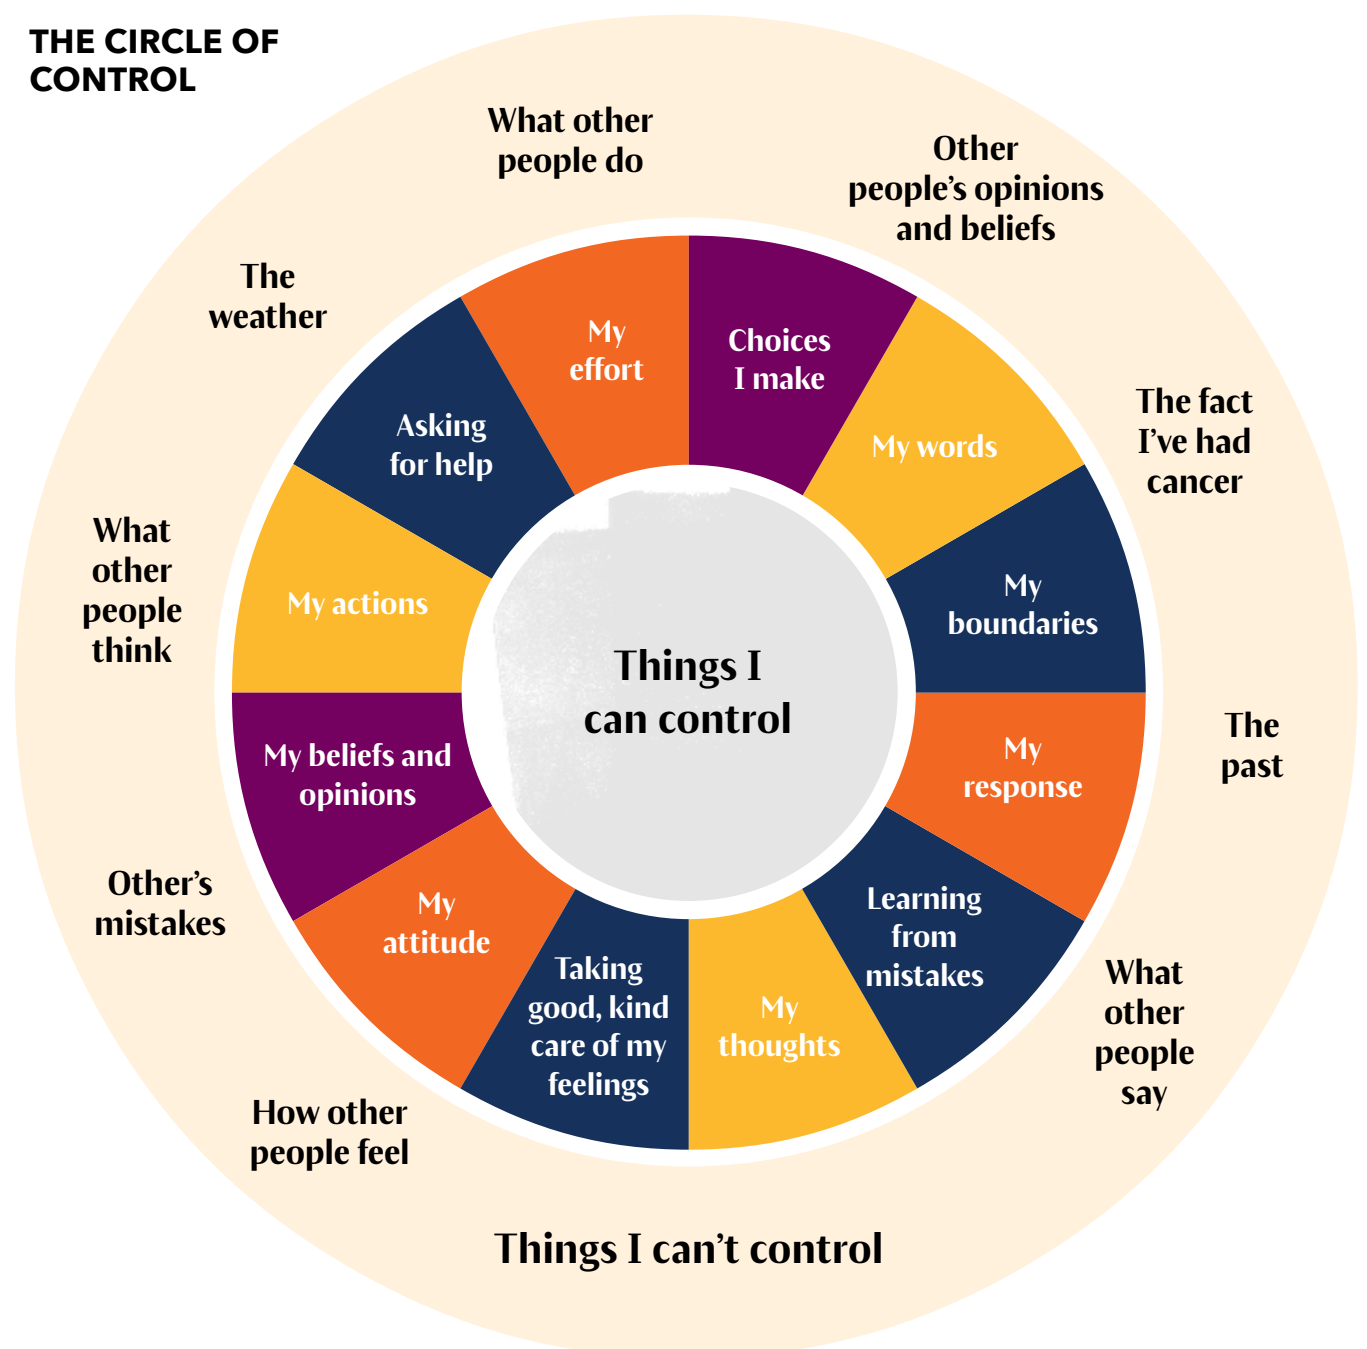 THE CIRCLE OF
CONTROL
What other
people do
Other
people’s opinions
and beliefs
The
weather
The fact
I’ve had
cancer
What
other
people
think
The
past
Other’s
mistakes
What
other
people
say
How other
people feel
Things I can’t control
My
effort
Choices
I make
My words
My
boundaries
My
response
Learning
from
mistakes
My
thoughts
Taking
good, kind
care of my
feelings
My
attitude
My beliefs and
opinions
My actions
Asking
for help
Things I
can control